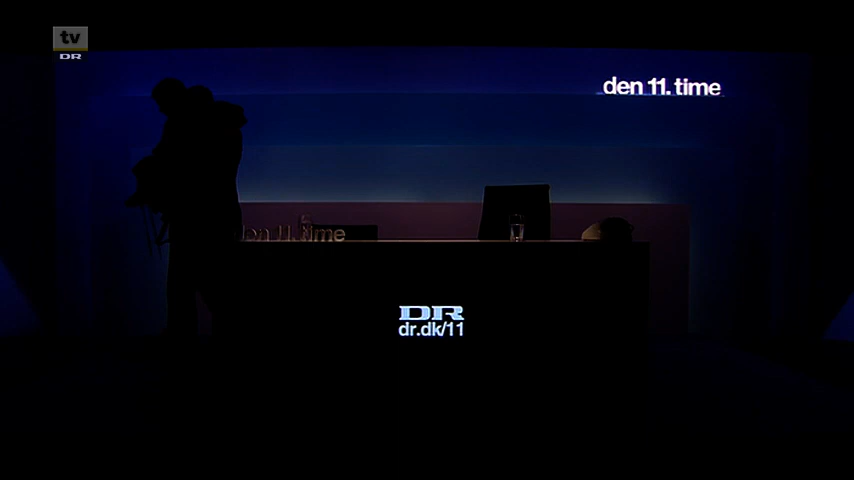 tv
DR
den 11. time
den 11. time
DR
dr.dk/11